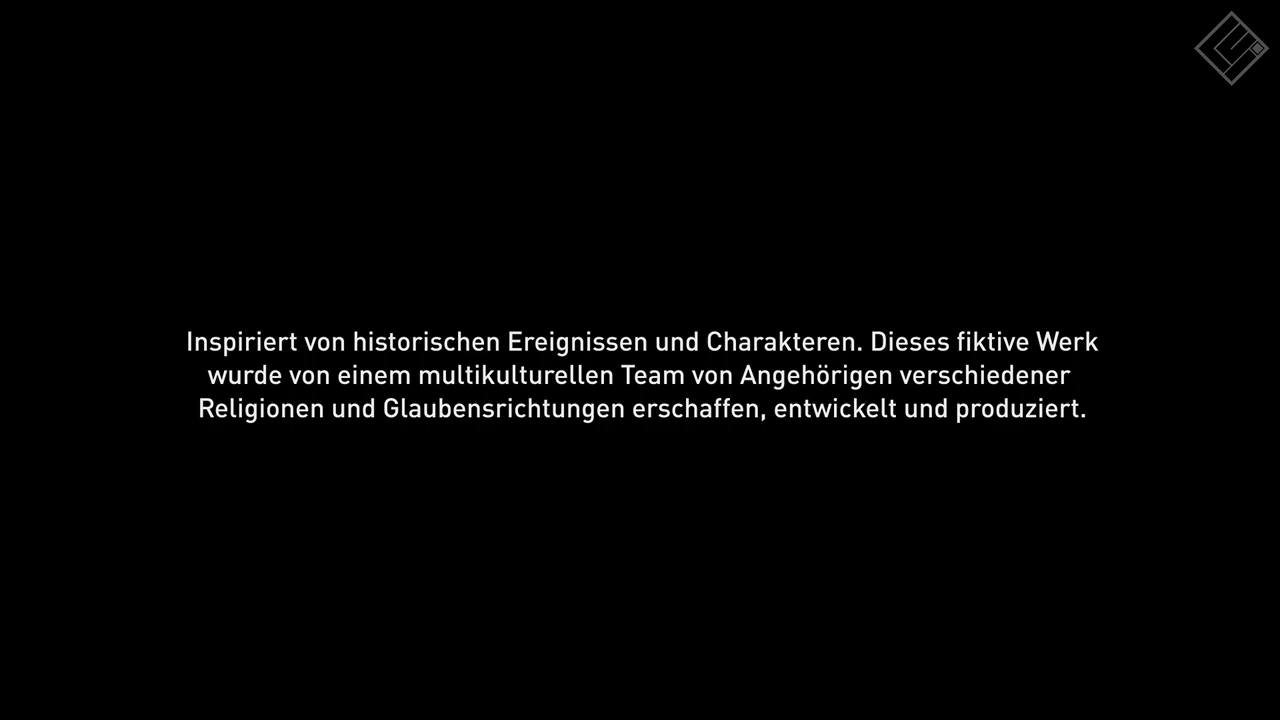 Inspiriert von historischen Ereignissen und Charakteren. Dieses fiktive Werk
wurde von einem multikulturellen Team von Angehörigen verschiedener
Religionen und Glaubensrichtungen erschaffen, entwickelt und produziert.